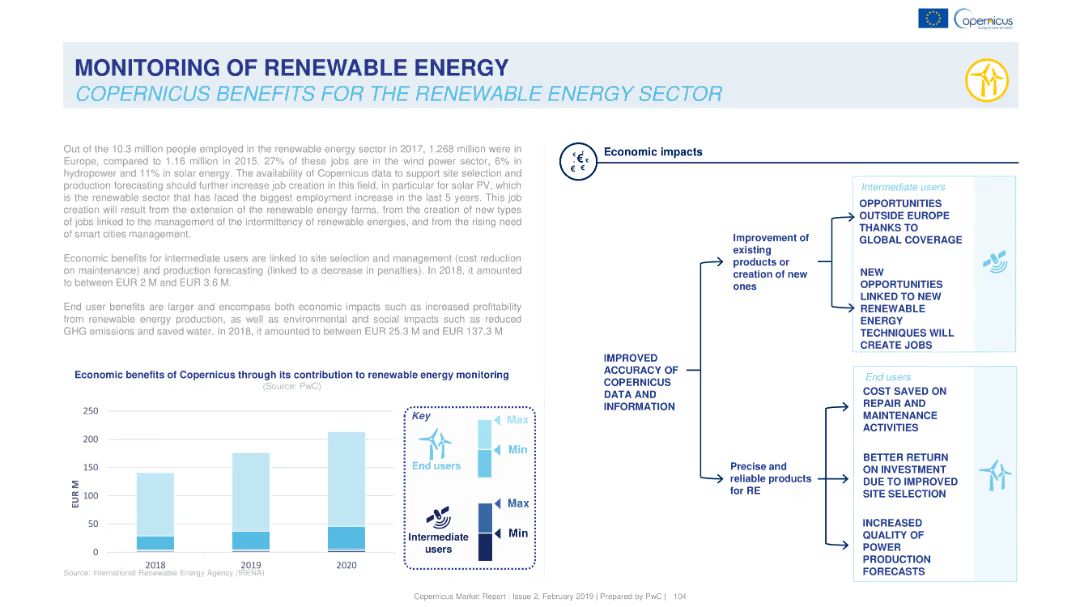 Copernicus
MONITORING OF RENEWABLE ENERGY
COPERNICUS BENEFITS FOR THE RENEWABLE ENERGY SECTOR
Out of the 10.3 million people employed in the renewable energy sector in 2017, 1.268 million were in
Europe, compared to 1.16 million in 2015. 27% of these jobs are in the wind power sector, 6% in
hydropower and 11% in solar energy. The availability of Copernicus data to support site selection and
production forecasting should further increase job creation in this field, in particular for solar PV, which
is the renewable sector that has faced the biggest employment increase in the last 5 years. This job
creation will result from the extension of the renewable energy farms, from the creation of new types
of jobs linked to the management of the intermittency of renewable energies, and from the rising need
of smart cities management.
Economic benefits for intermediate users are linked to site selection and management (cost reduction
on maintenance) and production forecasting (linked to a decrease in penalties). In 2018, it amounted
to between EUR 2 M and EUR 3.6 M.
End user benefits are larger and encompass both economic impacts such as increased profitability
from renewable energy production, as well as environmental and social impacts such as reduced
GHG emissions and saved water. In 2018, it amounted to between EUR 25.3 M and EUR 137.3 M
Economic benefits of Copernicus through its contribution to renewable energy monitoring
(Source: PwC)
EUR M
250
200
150
100
50
0
2018
2019
2020
Key
Max
Min
End users
Max
Min
Intermediate
users
Source: International Renewable Energy Agency (IRENA)
Economic impacts
IMPROVED
ACCURACY OF
COPERNICUS
DATA AND
INFORMATION
Improvement of
existing
products or
creation of new
ones
Precise and
reliable products
for RE
Intermediate users
OPPORTUNITIES
OUTSIDE EUROPE
THANKS TO
GLOBAL COVERAGE
NEW
OPPORTUNITIES
LINKED TO NEW
RENEWABLE
ENERGY
TECHNIQUES WILL
CREATE JOBS
End users
COST SAVED ON
REPAIR AND
MAINTENANCE
ACTIVITIES
BETTER RETURN
ON INVESTMENT
DUE TO IMPROVED
SITE SELECTION
INCREASED
QUALITY OF
POWER
PRODUCTION
FORECASTS
Copernicus Market Report | Issue 2, February 2019 | Prepared by PwC | 104